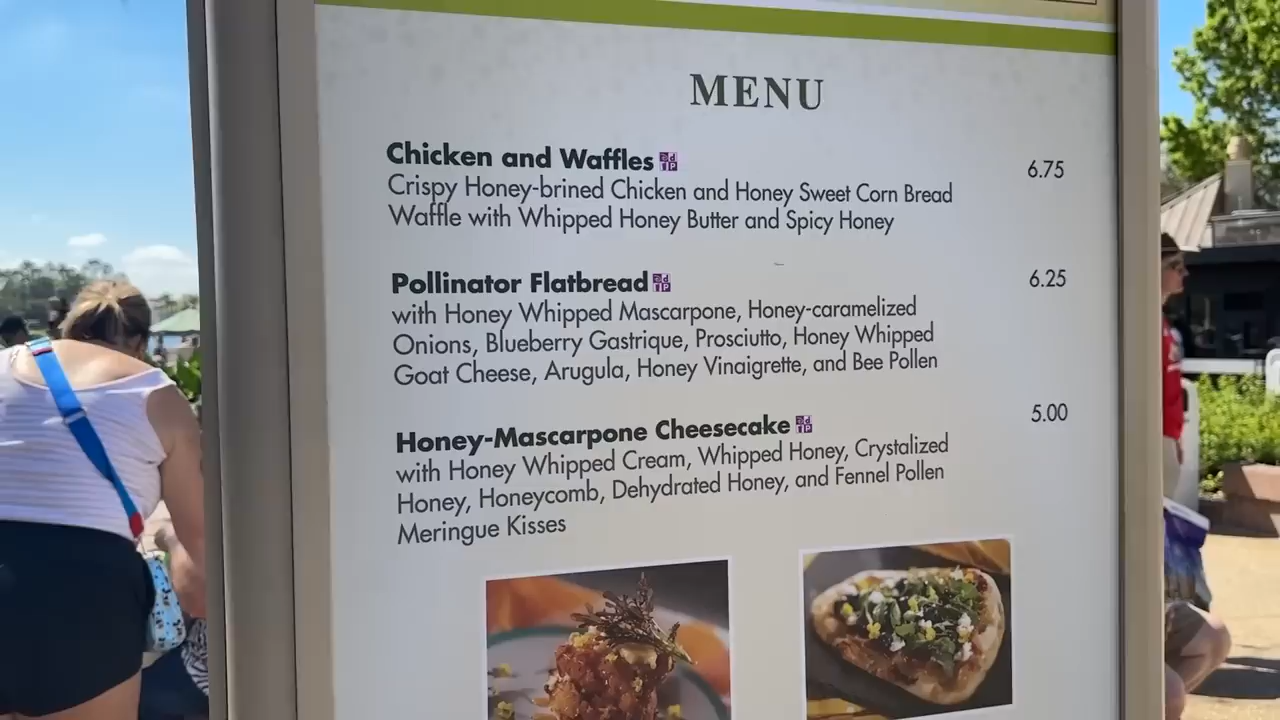 MENU
Chicken and Waffles
6.75
Crispy Honey-brined Chicken and Honey Sweet Corn Bread
Waffle with Whipped Honey Butter and Spicy Honey
Pollinator Flatbread
6.25
with Honey Whipped Mascarpone, Honey-caramelized
Onions, Blueberry Gastrique, Prosciutto, Honey Whipped
Goat Cheese, Arugula, Honey Vinaigrette, and Bee Pollen
Honey-Mascarpone Cheesecake
5.00
with Honey Whipped Cream, Whipped Honey, Crystalized
Honey, Honeycomb, Dehydrated Honey, and Fennel Pollen
Meringue Kisses